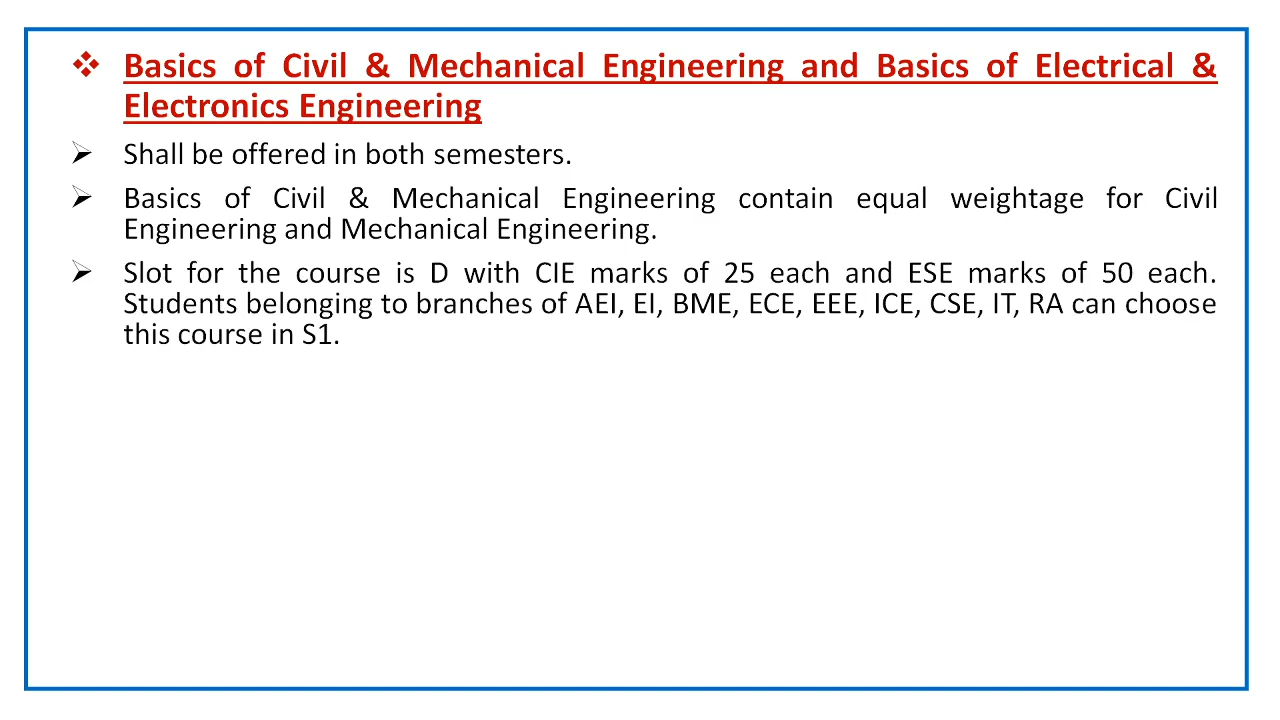 ❖ Basics of Civil & Mechanical Engineering and Basics of Electrical &
Electronics Engineering
➢ Shall be offered in both semesters.
➢ Basics of Civil & Mechanical Engineering contain equal weightage for Civil
Engineering and Mechanical Engineering.
➢ Slot for the course is D with CIE marks of 25 each and ESE marks of 50 each.
Students belonging to branches of AEI, EI, BME, ECE, EEE, ICE, CSE, IT, RA can choose
this course in S1.